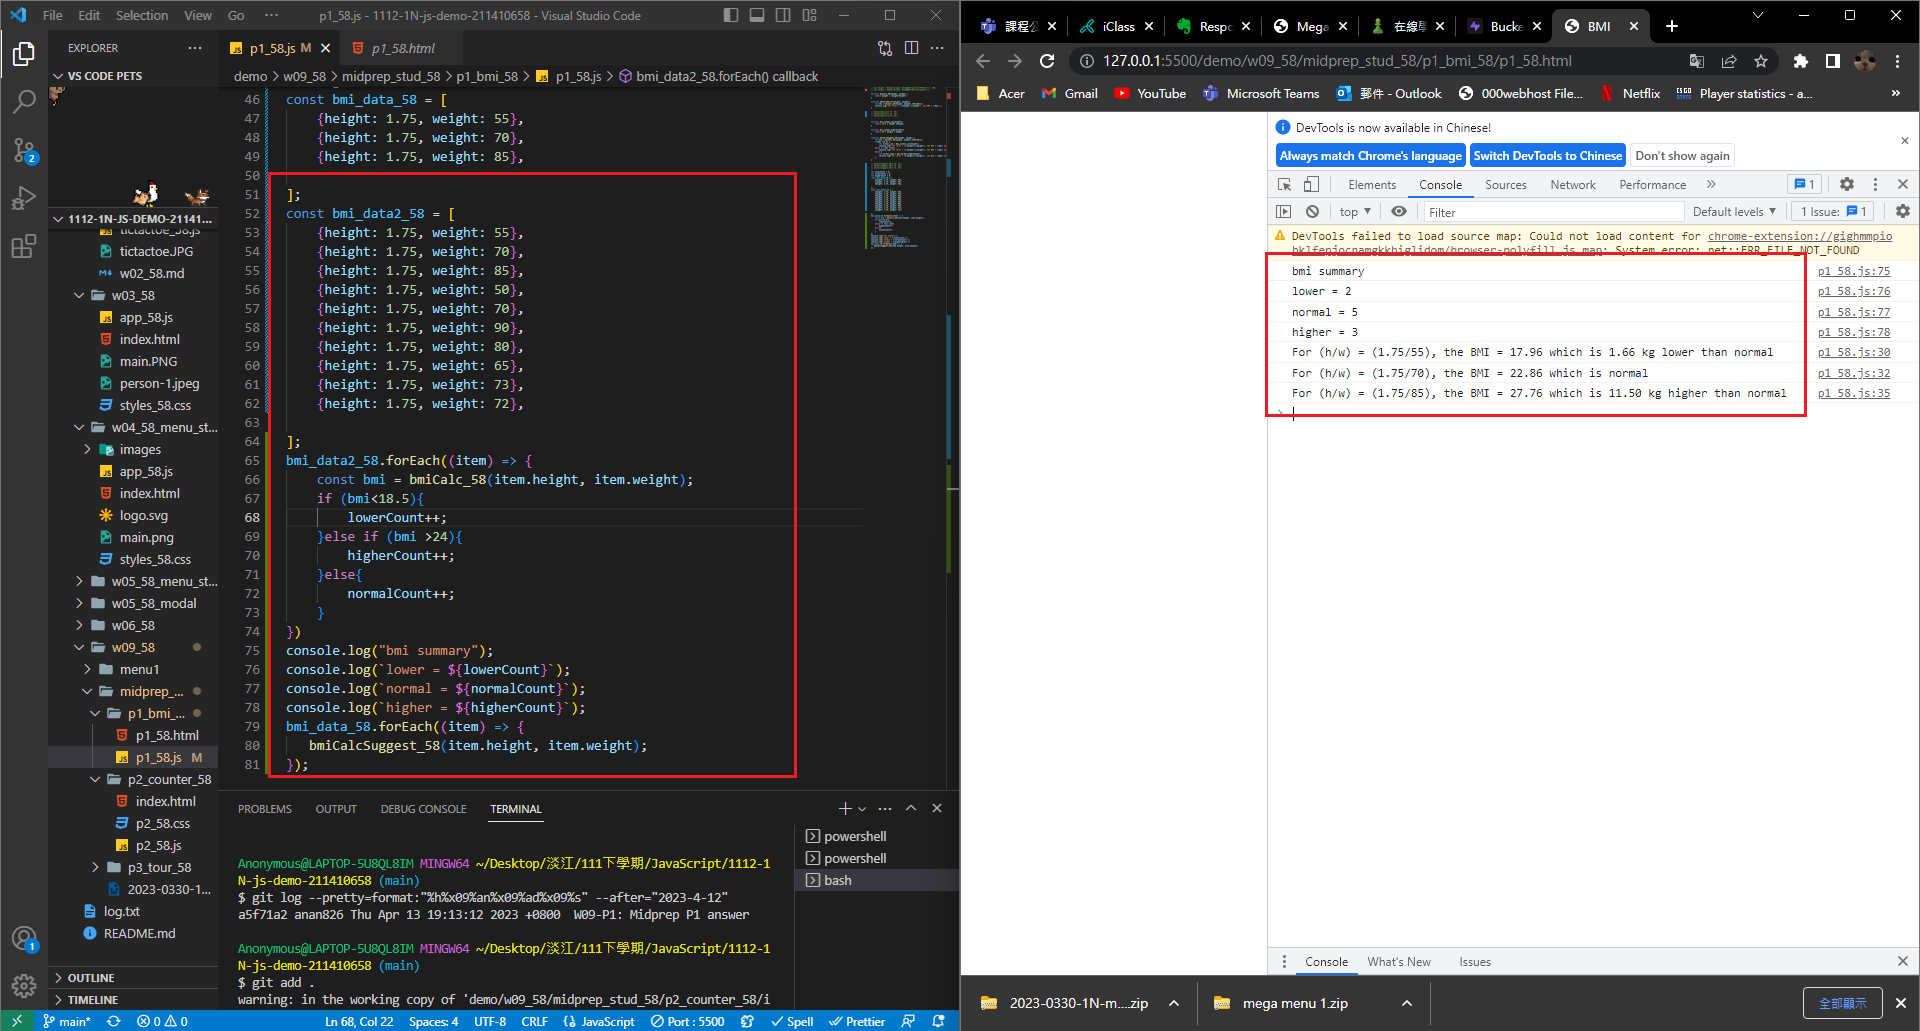 File Edit Selection View Go ··· p1_58.js - 1112-1N-js-demo-211410658 - Visual Studio Code
EXPLORER ···
VS CODE PETS
1112-1N-JS-DEMO-21141...
tictactoe_58.js
tictactoe.JPG
w02_58.md
w03_58
app_58.js
index.html
main.PNG
person-1.jpeg
styles_58.css
w04_58_menu_st...
images
app_58.js
index.html
logo.svg
main.png
styles_58.css
w05_58_menu_st...
w05_58_modal
w06_58
w09_58
menu1
midprep_...
p1_bmi_...
p1_58.html
p1_58.js M
p2_counter_58
index.html
p2_58.css
p2_58.js
p3_tour_58
2023-0330-1...
log.txt
README.md
OUTLINE
TIMELINE
p1_58.js M p1_58.html
demo > w09_58 > midprep_stud_58 > p1_bmi_58 > p1_58.js > bmi_data2_58.forEach() callback
46 const bmi_data_58 = [
47 {height: 1.75, weight: 55},
48 {height: 1.75, weight: 70},
49 {height: 1.75, weight: 85},
50
51 ];
52 const bmi_data2_58 = [
53 {height: 1.75, weight: 55},
54 {height: 1.75, weight: 70},
55 {height: 1.75, weight: 85},
56 {height: 1.75, weight: 50},
57 {height: 1.75, weight: 70},
58 {height: 1.75, weight: 90},
59 {height: 1.75, weight: 80},
60 {height: 1.75, weight: 65},
61 {height: 1.75, weight: 73},
62 {height: 1.75, weight: 72},
63
64 ];
65 bmi_data2_58.forEach((item) => {
66 const bmi = bmiCalc_58(item.height, item.weight);
67 if (bmi<18.5){
68 lowerCount++;
69 }else if (bmi >24){
70 higherCount++;
71 }else{
72 normalCount++;
73 }
74 })
75 console.log("bmi summary");
76 console.log(`lower = ${lowerCount}`);
77 console.log(`normal = ${normalCount}`);
78 console.log(`higher = ${higherCount}`);
79 bmi_data_58.forEach((item) => {
80 bmiCalcSuggest_58(item.height, item.weight);
81 });
PROBLEMS OUTPUT DEBUG CONSOLE TERMINAL
powershell
powershell
bash
Anonymous@LAPTOP-5U8QL8IM MINGW64 ~/Desktop/淡江/111下學期/JavaScript/1112-1
N-js-demo-211410658 (main)
$ git log --pretty=format:"%h%x09%an%x09%ad%x09%s" --after="2023-4-12"
a5f71a2 anan826 Thu Apr 13 19:13:12 2023 +0800 W09-P1: Midprep P1 answer
Anonymous@LAPTOP-5U8QL8IM MINGW64 ~/Desktop/淡江/111下學期/JavaScript/1112-1
N-js-demo-211410658 (main)
$ git add .
warning: in the working copy of 'demo/w09_58/midprep_stud_58/p2_counter_58/i
2
1
main* 0 0 Ln 68, Col 22 Spaces: 4 UTF-8 CRLF {} JavaScript Port : 5500 Spell Prettier
課程公 iClass Respo Mega 在線學 Bucke BMI
127.0.0.1:5500/demo/w09_58/midprep_stud_58/p1_bmi_58/p1_58.html
Acer Gmail YouTube Microsoft Teams 郵件 - Outlook 000webhost File... Netflix Player statistics - a... »
DevTools is now available in Chinese!
Always match Chrome's language Switch DevTools to Chinese Don't show again
Elements Console Sources Network Performance » 1
top Filter Default levels 1 Issue: 1
DevTools failed to load source map: Could not load content for chrome-extension://gighmmpio
bklfepjocnamgkkbiglidom/browser-polyfill.js.map: System error: net::ERR_FILE_NOT_FOUND
bmi summary p1_58.js:75
lower = 2 p1_58.js:76
normal = 5 p1_58.js:77
higher = 3 p1_58.js:78
For (h/w) = (1.75/55), the BMI = 17.96 which is 1.66 kg lower than normal p1_58.js:30
For (h/w) = (1.75/70), the BMI = 22.86 which is normal p1_58.js:32
For (h/w) = (1.75/85), the BMI = 27.76 which is 11.50 kg higher than normal p1_58.js:35
Console What's New Issues
2023-0330-1N-m....zip mega menu 1.zip 全部顯示